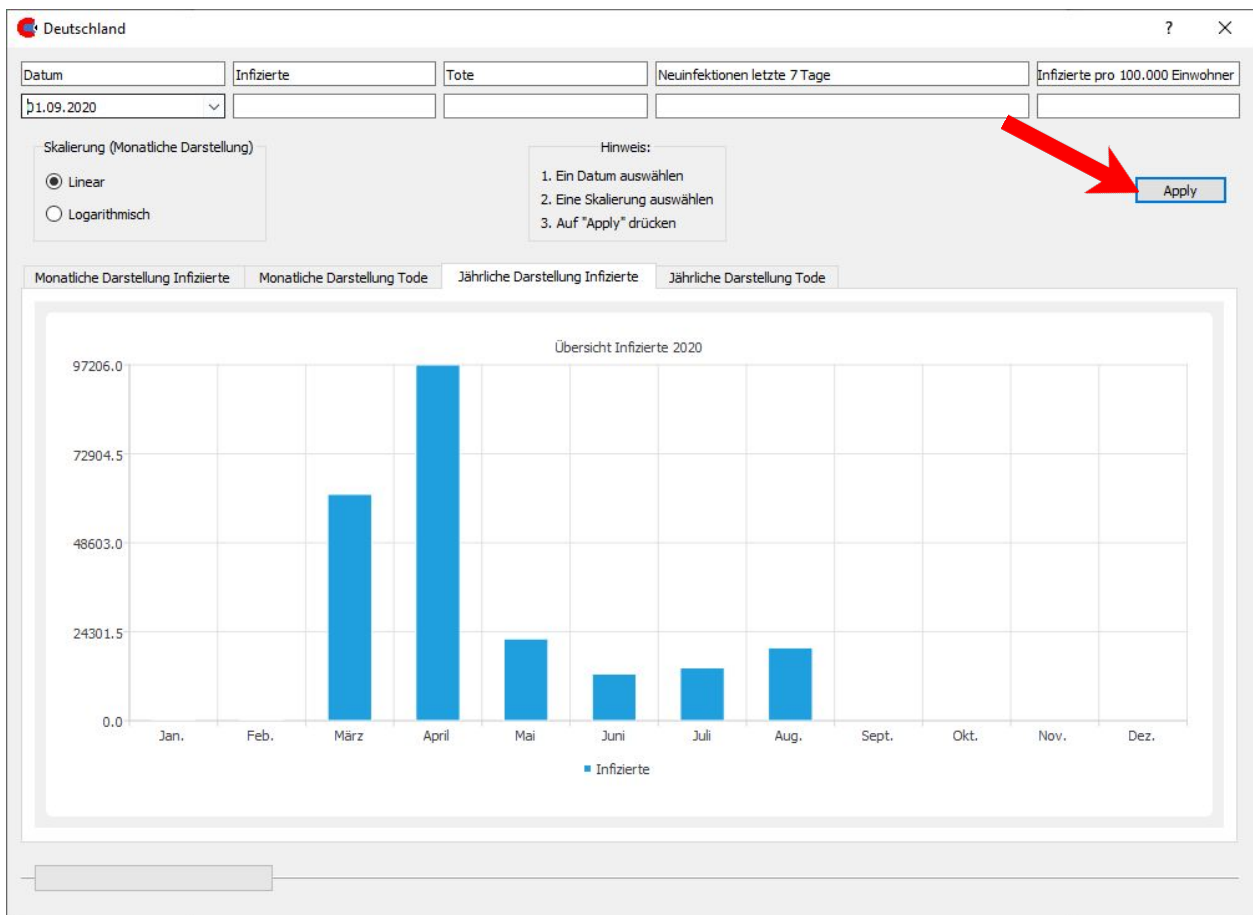 Deutschland
?
Datum
Infizierte
Tote
Neuinfektionen letzte 7 Tage
Infizierte pro 100.000 Einwohner
01.09.2020
Skalierung (Monatliche Darstellung)
Linear
Logarithmisch
Hinweis:
1. Ein Datum auswählen
2. Eine Skalierung auswählen
3. Auf "Apply" drücken
Apply
Monatliche Darstellung Infiziierte
Monatliche Darstellung Tode
Jährliche Darstellung Infizierte
Jährliche Darstellung Tode
Übersicht Infizierte 2020
97206.0
72904.5
48603.0
24301.5
0.0
Jan. Feb. März April Mai Juni Juli Aug. Sept. Okt. Nov. Dez.
Infizierte